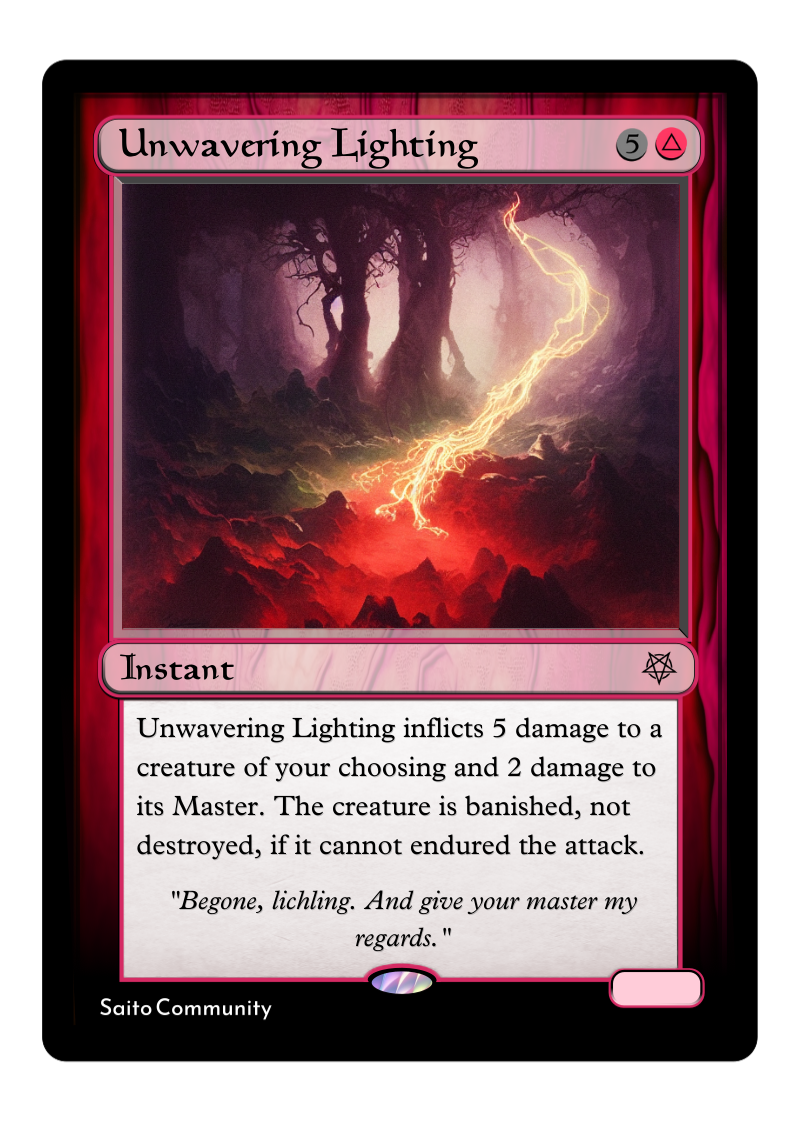 Unwavering Lighting 5
Instant
Unwavering Lighting inflicts 5 damage to a
creature of your choosing and 2 damage to
its Master. The creature is banished, not
destroyed, if it cannot endured the attack.
"Begone, lichling. And give your master my
regards."
Saito Community